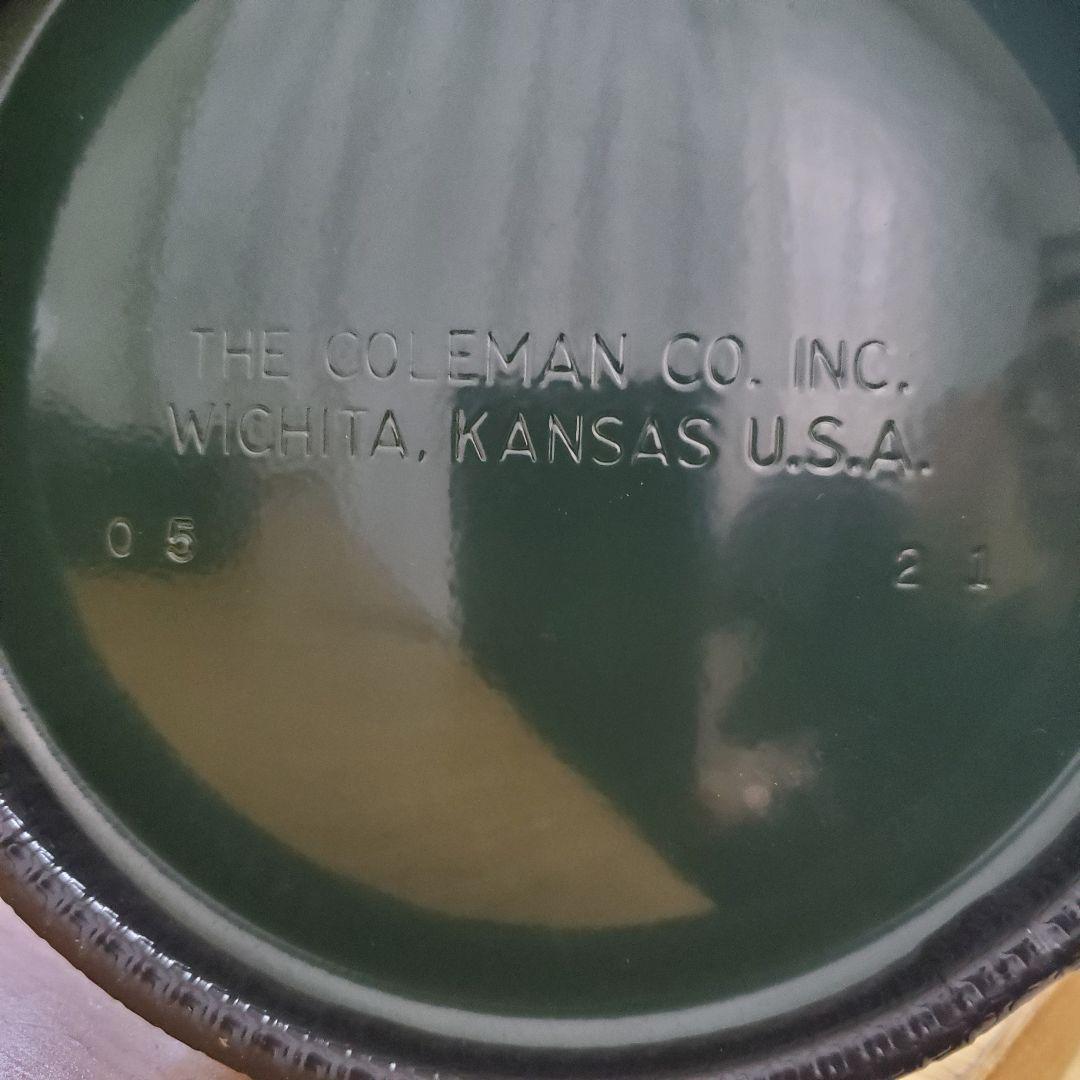 THE COLEMAN CO. INC.
WICHITA, KANSAS U.S.A.
05 21